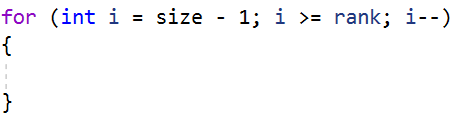 for (int i = size - 1; i >= rank; i--)
{
}